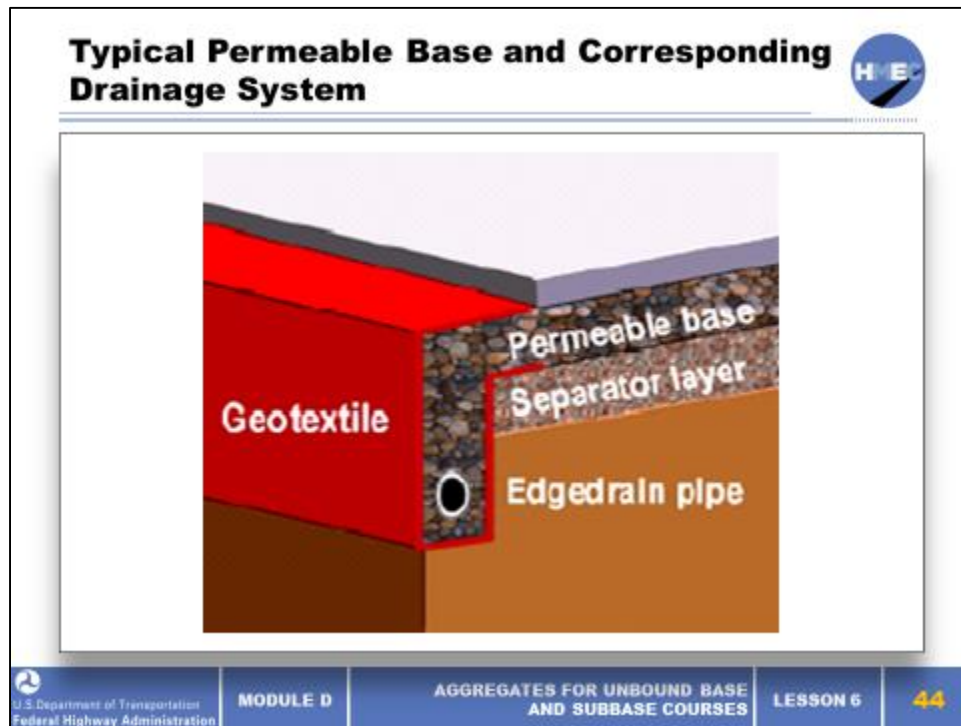 Typical Permeable Base and Corresponding
Drainage System
HMEC
Permeable base
Separator layer
Geotextile
Edgedrain pipe
U.S.Department of Transportation
Federal Highway Administration
MODULE D
AGGREGATES FOR UNBOUND BASE
AND SUBBASE COURSES
LESSON 6
44